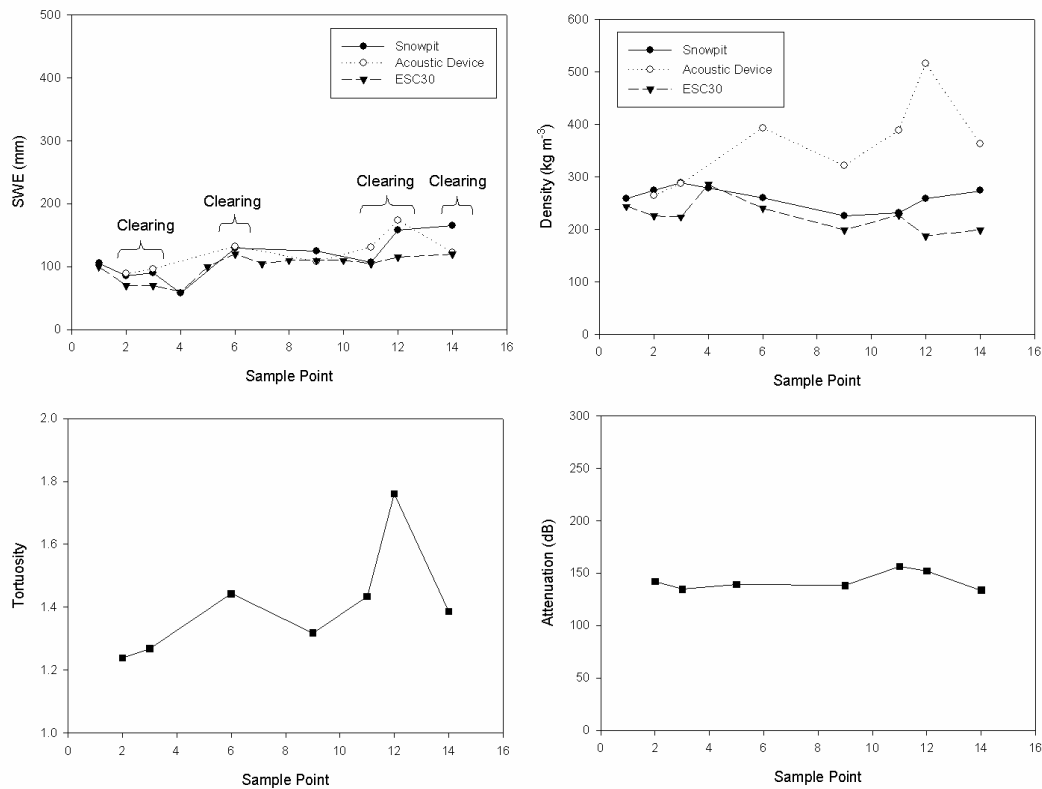 500
400
300
200
100
0
SWE (mm)
Snowpit
Acoustic Device
ESC30
Clearing
Clearing
Clearing
Clearing
0 2 4 6 8 10 12 14 16
Sample Point
600
500
400
300
200
100
0
Density (kg m⁻³)
Snowpit
Acoustic Device
ESC30
0 2 4 6 8 10 12 14 16
Sample Point
2.0
1.8
1.6
1.4
1.2
1.0
Tortuosity
0 2 4 6 8 10 12 14 16
Sample Point
300
250
200
150
100
50
0
Attenuation (dB)
0 2 4 6 8 10 12 14 16
Sample Point